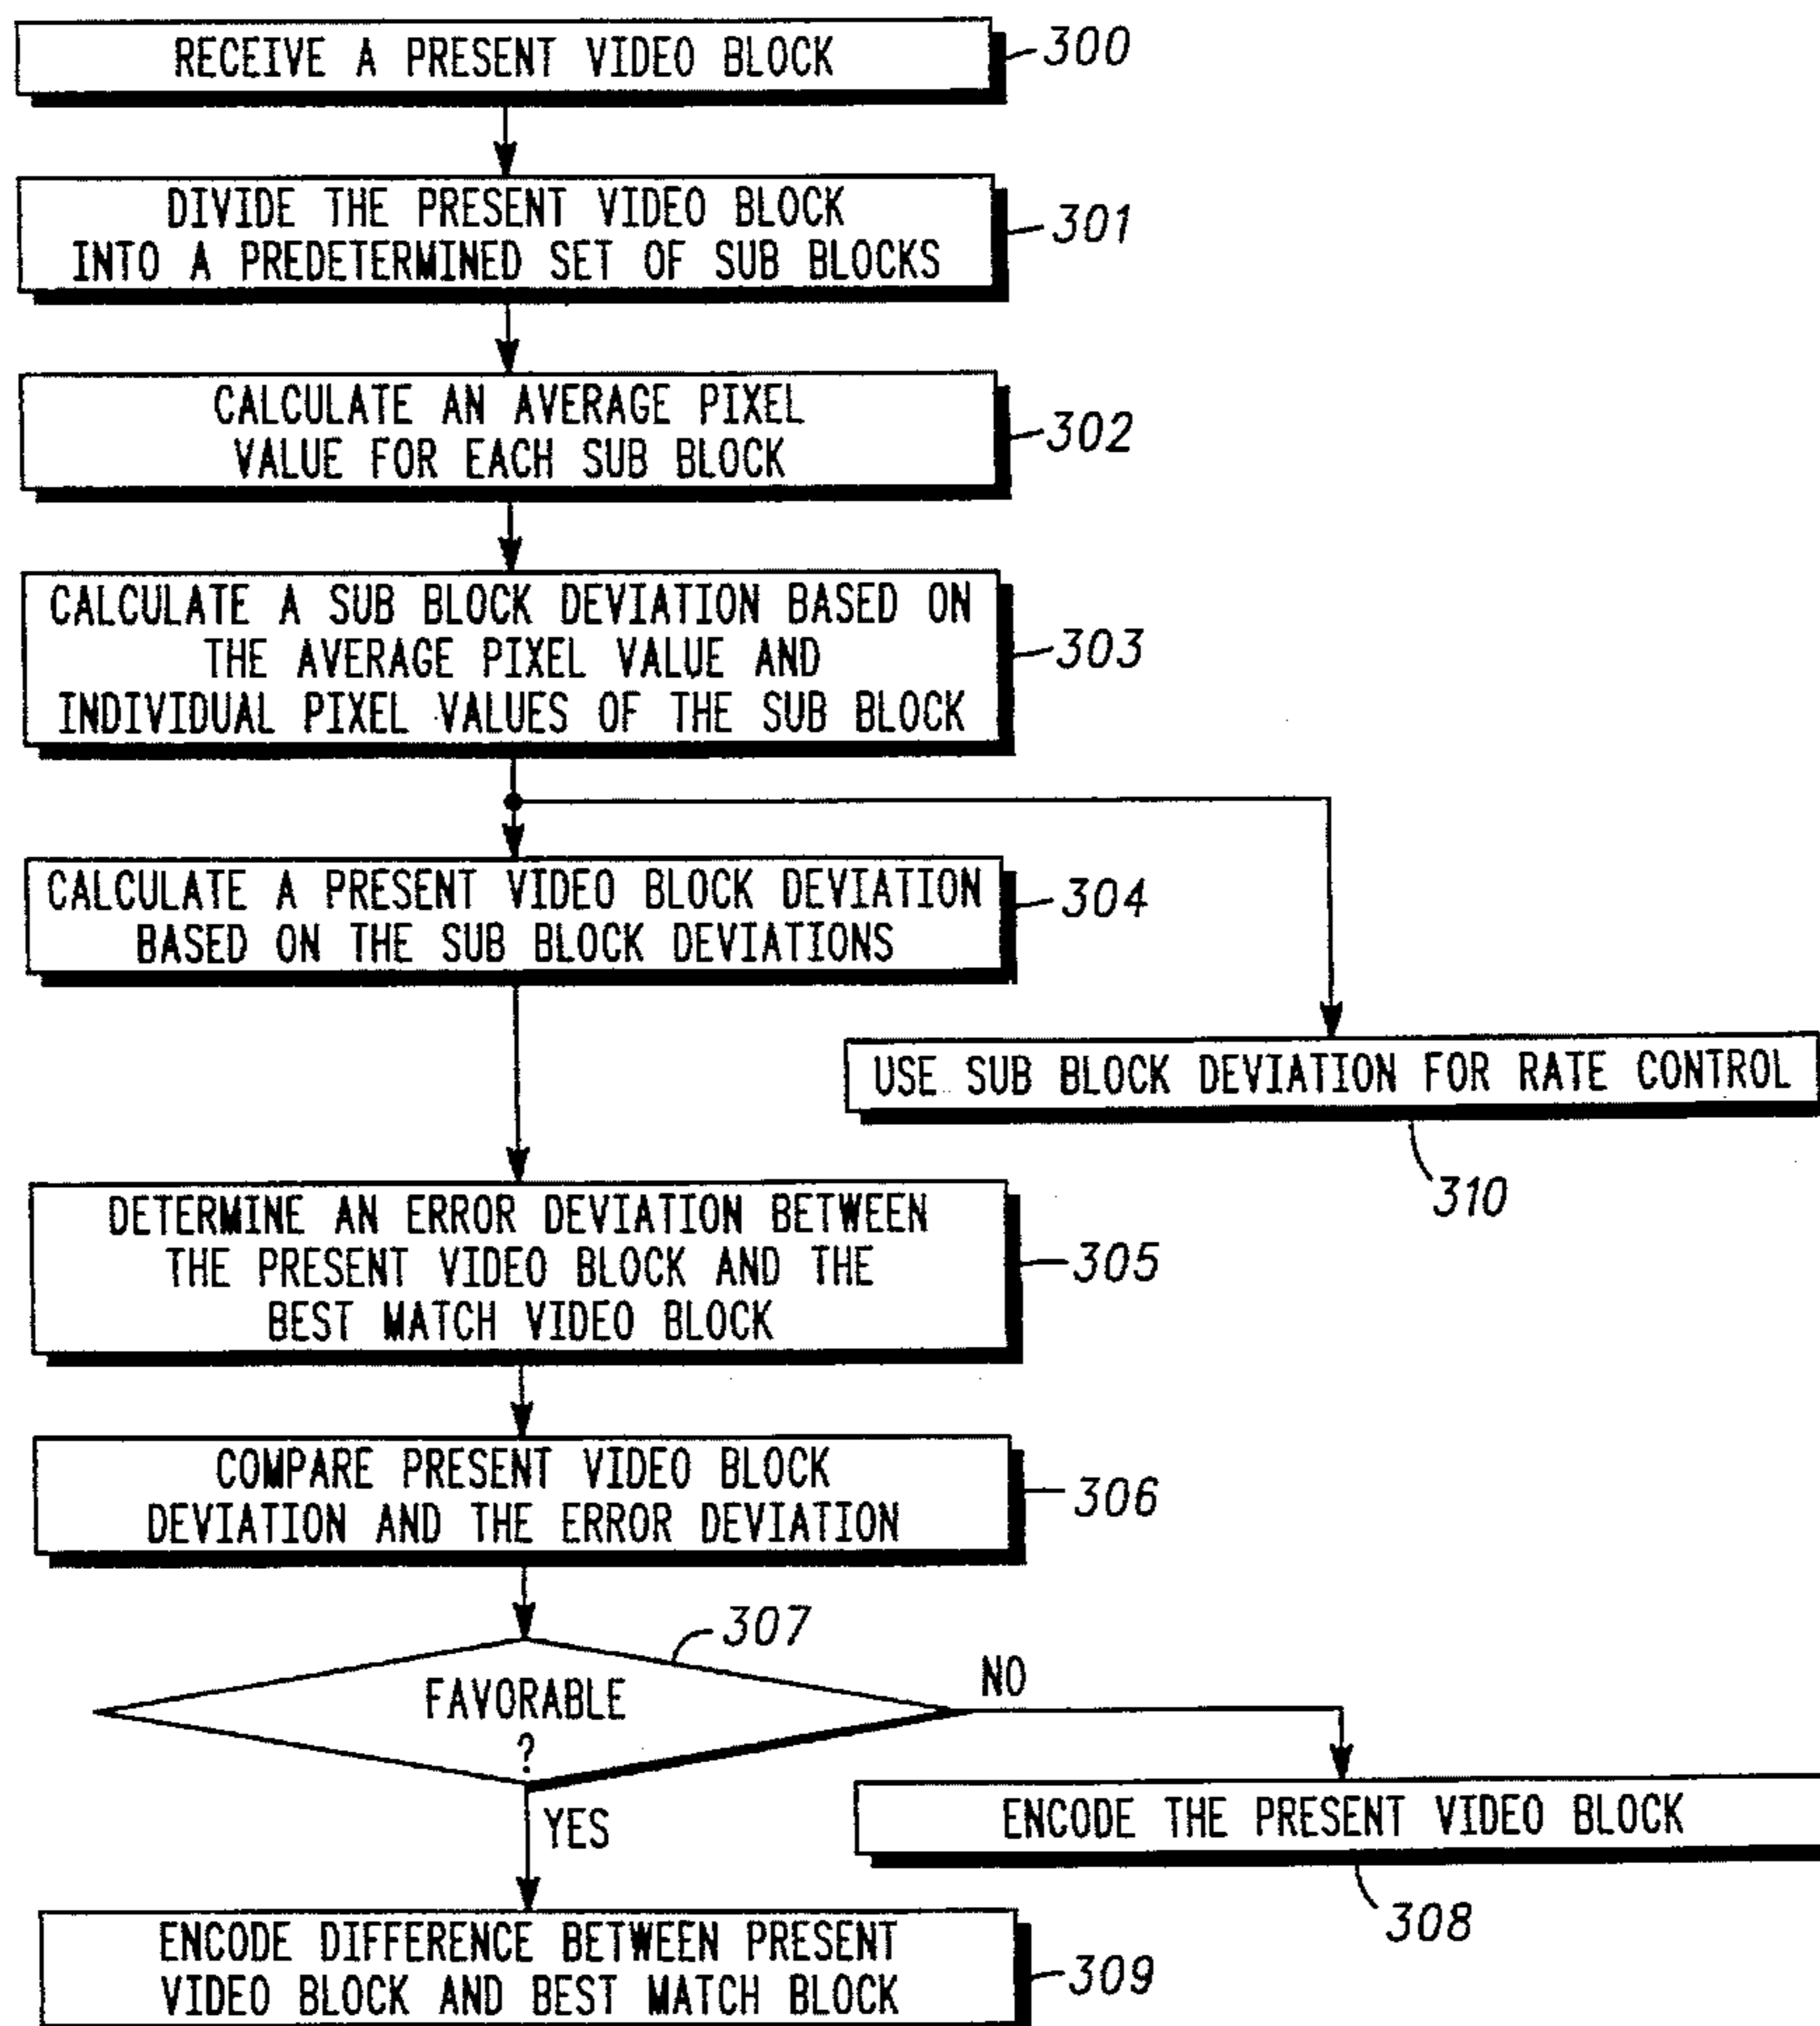 RECEIVE A PRESENT VIDEO BLOCK
300
DIVIDE THE PRESENT VIDEO BLOCK
INTO A PREDETERMINED SET OF SUB BLOCKS
301
CALCULATE AN AVERAGE PIXEL
VALUE FOR EACH SUB BLOCK
302
CALCULATE A SUB BLOCK DEVIATION BASED ON
THE AVERAGE PIXEL VALUE AND
INDIVIDUAL PIXEL VALUES OF THE SUB BLOCK
303
CALCULATE A PRESENT VIDEO BLOCK DEVIATION
BASED ON THE SUB BLOCK DEVIATIONS
304
USE SUB BLOCK DEVIATION FOR RATE CONTROL
310
DETERMINE AN ERROR DEVIATION BETWEEN
THE PRESENT VIDEO BLOCK AND THE
BEST MATCH VIDEO BLOCK
305
COMPARE PRESENT VIDEO BLOCK
DEVIATION AND THE ERROR DEVIATION
306
307
FAVORABLE
?
NO
YES
ENCODE THE PRESENT VIDEO BLOCK
308
ENCODE DIFFERENCE BETWEEN PRESENT
VIDEO BLOCK AND BEST MATCH BLOCK
309